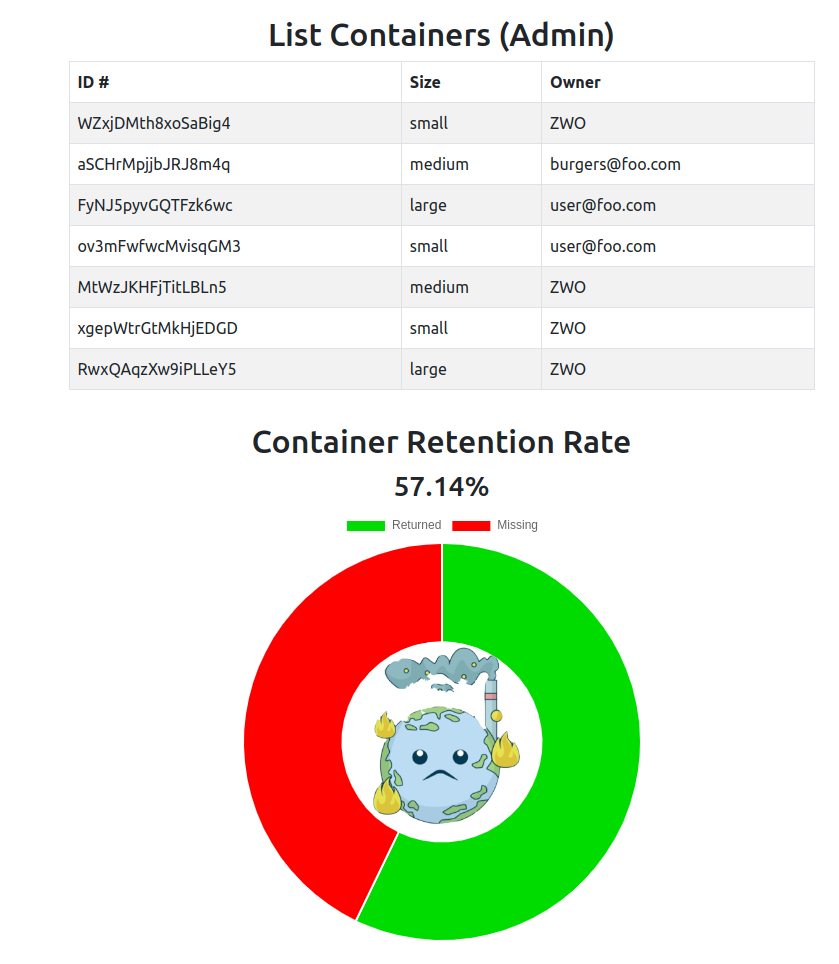 List Containers (Admin)
ID # Size Owner
WZxjDMth8xoSaBig4 small ZWO
aSCHrMpjjbJRJ8m4q medium burgers@foo.com
FyNJ5pyvGQTFzk6wc large user@foo.com
ov3mFwfwcMvisqGM3 small user@foo.com
MtWzJKHFjTitLBLn5 medium ZWO
xgepWtrGtMkHjEDGD small ZWO
RwxQAqzXw9iPLLeY5 large ZWO
Container Retention Rate
57.14%
Returned Missing